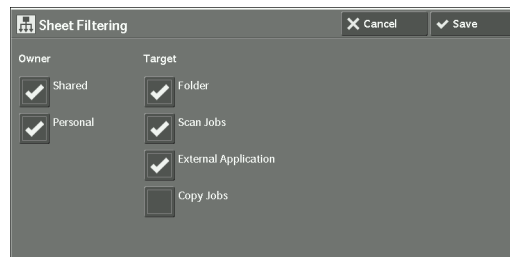 Sheet Filtering
Cancel
Save
Owner
Target
Shared
Folder
Personal
Scan Jobs
External Application
Copy Jobs